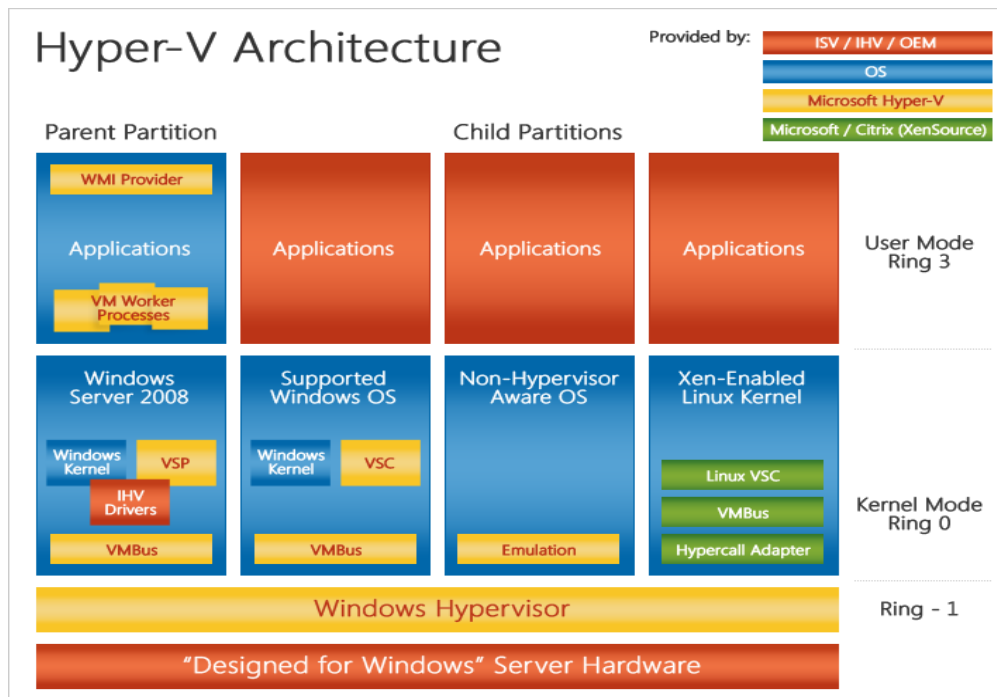 Hyper-V Architecture
Provided by:
ISV / IHV / OEM
OS
Microsoft Hyper-V
Microsoft / Citrix (XenSource)
Parent Partition
Child Partitions
WMI Provider
Applications
VM Worker
Processes
Applications
Applications
Applications
User Mode
Ring 3
Windows
Server 2008
Windows
Kernel
VSP
IHV
Drivers
VMBus
Supported
Windows OS
Windows
Kernel
VSC
VMBus
Non-Hypervisor
Aware OS
Emulation
Xen-Enabled
Linux Kernel
Linux VSC
VMBus
Hypercall Adapter
Kernel Mode
Ring 0
Windows Hypervisor
Ring - 1
“Designed for Windows” Server Hardware